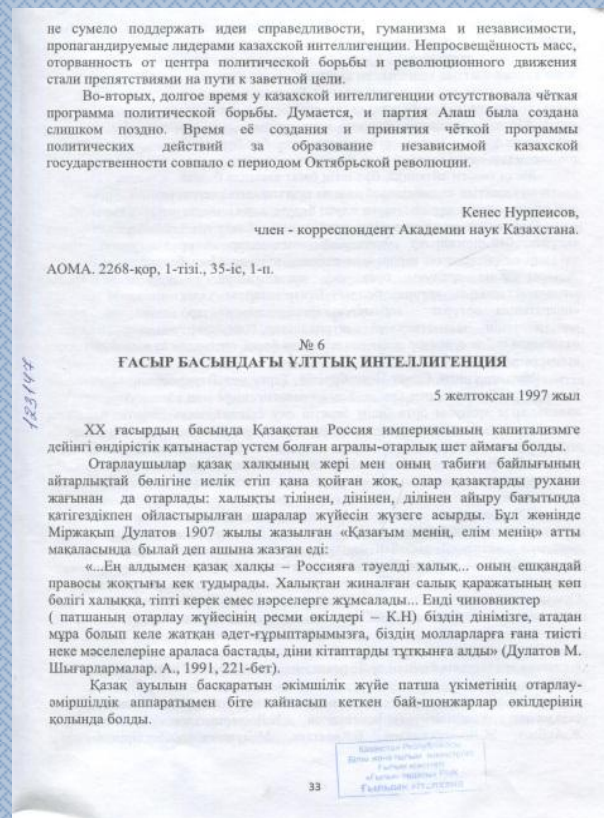 не сумело поддержать идеи справедливости, гуманизма и независимости,
пропагандируемые лидерами казахской интеллигенции. Непросвещённость масс,
оторванность от центра политической борьбы и революционного движения
стали препятствиями на пути к заветной цели.
Во-вторых, долгое время у казахской интеллигенции отсутствовала чёткая
программа политической борьбы. Думается, и партия Алаш была создана
слишком поздно. Время её создания и принятия чёткой программы
политических действий за образование независимой казахской
государственности совпало с периодом Октябрьской революции.
Кенес Нурпеисов,
член - корреспондент Академии наук Казахстана.
АОМА. 2268-қор, 1-тізі., 35-іс, 1-п.
№ 6
ҒАСЫР БАСЫНДАҒЫ ҰЛТТЫҚ ИНТЕЛЛИГЕНЦИЯ
5 желтоқсан 1997 жыл
123147
XX ғасырдың басында Қазақстан Россия империясының капитализмге
дейінгі өндірістік қатынастар үстем болған агралы-отарлық шет аймағы болды.
Отарлаушылар қазақ халқының жері мен оның табиғи байлығының
айтарлықтай бөлігіне иелік етіп қана қойған жоқ, олар қазақтарды рухани
жағынан да отарлады: халықты тілінен, дінінен, ділінен айыру бағытында
қатігездікпен ойластырылған шаралар жүйесін жүзеге асырды. Бұл жөнінде
Міржақып Дулатов 1907 жылы жазылған «Қазағым менің, елім менің» атты
мақаласында былай деп ашына жазған еді:
«...Ең алдымен қазақ халқы – Россияға тәуелді халық... оның ешқандай
правосы жоқтығы кек тудырады. Халықтан жиналған салық қаражатының көп
бөлігі халыққа, тіпті керек емес нәрселерге жұмсалады... Енді чиновниктер
( патшаның отарлау жүйесінің ресми өкілдері – К.Н) біздің дінімізге, атадан
мұра болып келе жатқан әдет-ғұрыптарымызға, біздің молларларға ғана тиісті
неке мәселелеріне араласа бастады, діни кітаптарды тұтқынға алды» (Дулатов М.
Шығарлармалар. А., 1991, 221-бет).
Қазақ ауылын басқаратын әкімшілік жүйе патша үкіметінің отарлау-
әміршілдік аппаратымен біте қайнасып кеткен бай-шонжарлар өкілдерінің
қолында болды.
33